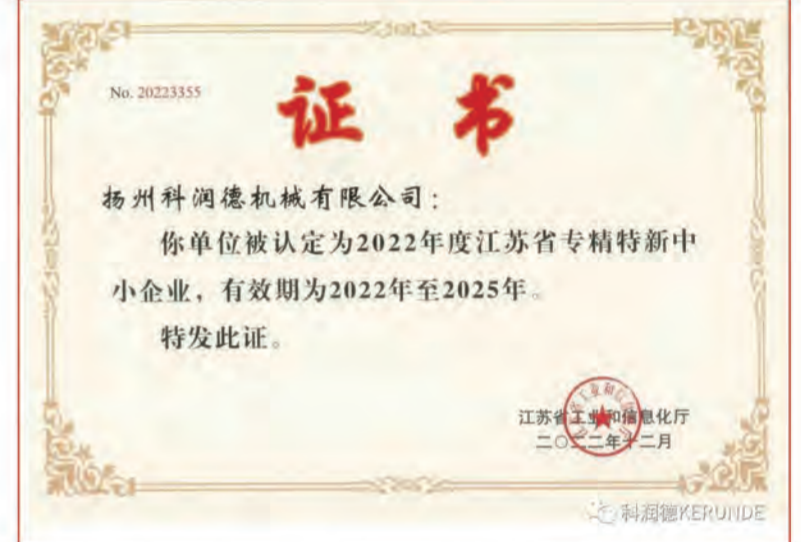 No. 20223355
证书
扬州科润德机械有限公司：
你单位被认定为2022年度江苏省专精特新中
小企业，有效期为2022年至2025年。
特发此证。
江苏省工业和信息化厅
二〇二二年十二月
科润德KERUNDE